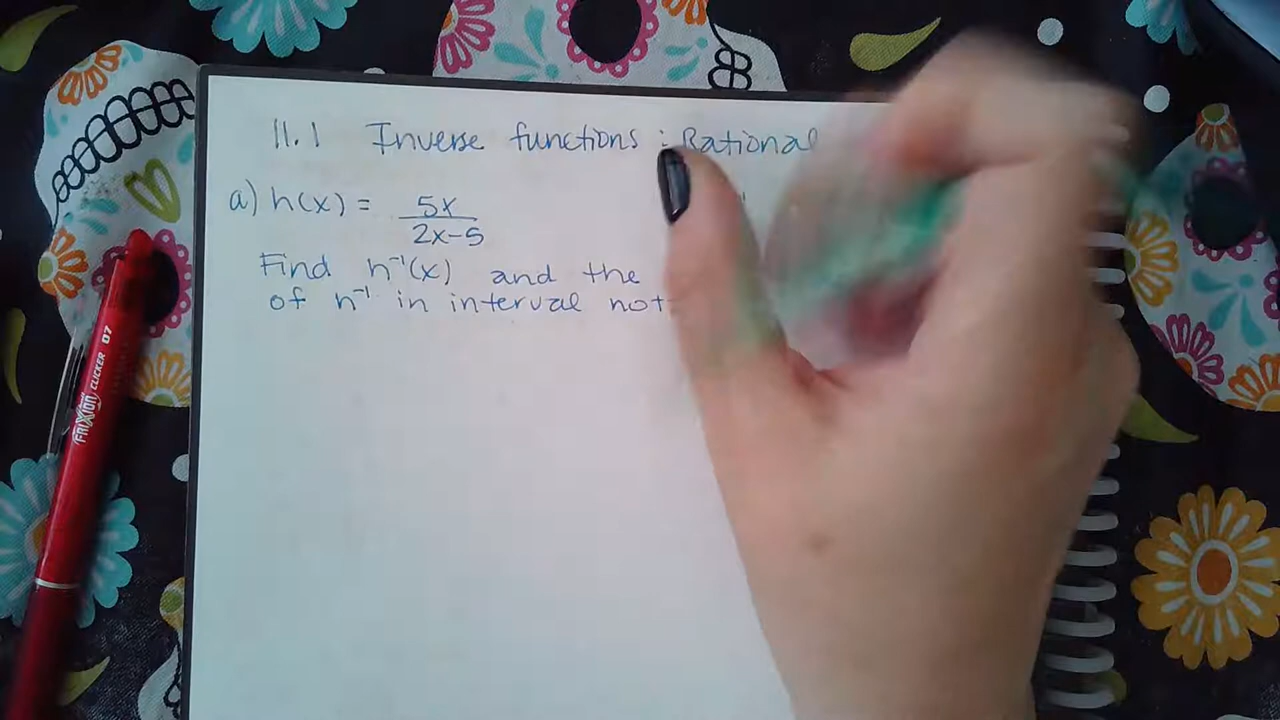 11.1 Inverse functions : Rational
a) h(x) = 5x / 2x-5
Find h⁻¹(x) and the
of h⁻¹ in interval not
FRIXION CLICKER 07